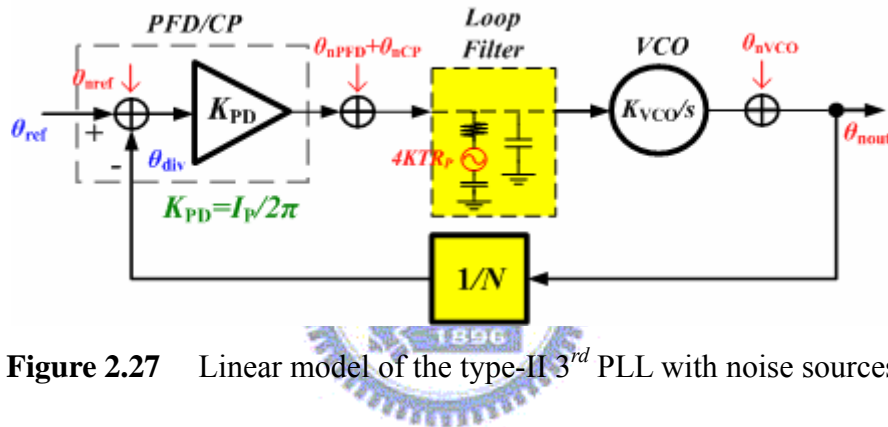 PFD/CP
Loop
Filter
VCO
θnref
θnPFD+θnCP
θnVCO
θref
+
-
KPD
KVCO/s
θnout
θdiv
4KTRP
KPD=IP/2π
1/N
1896
Figure 2.27 Linear model of the type-II 3rd PLL with noise sources